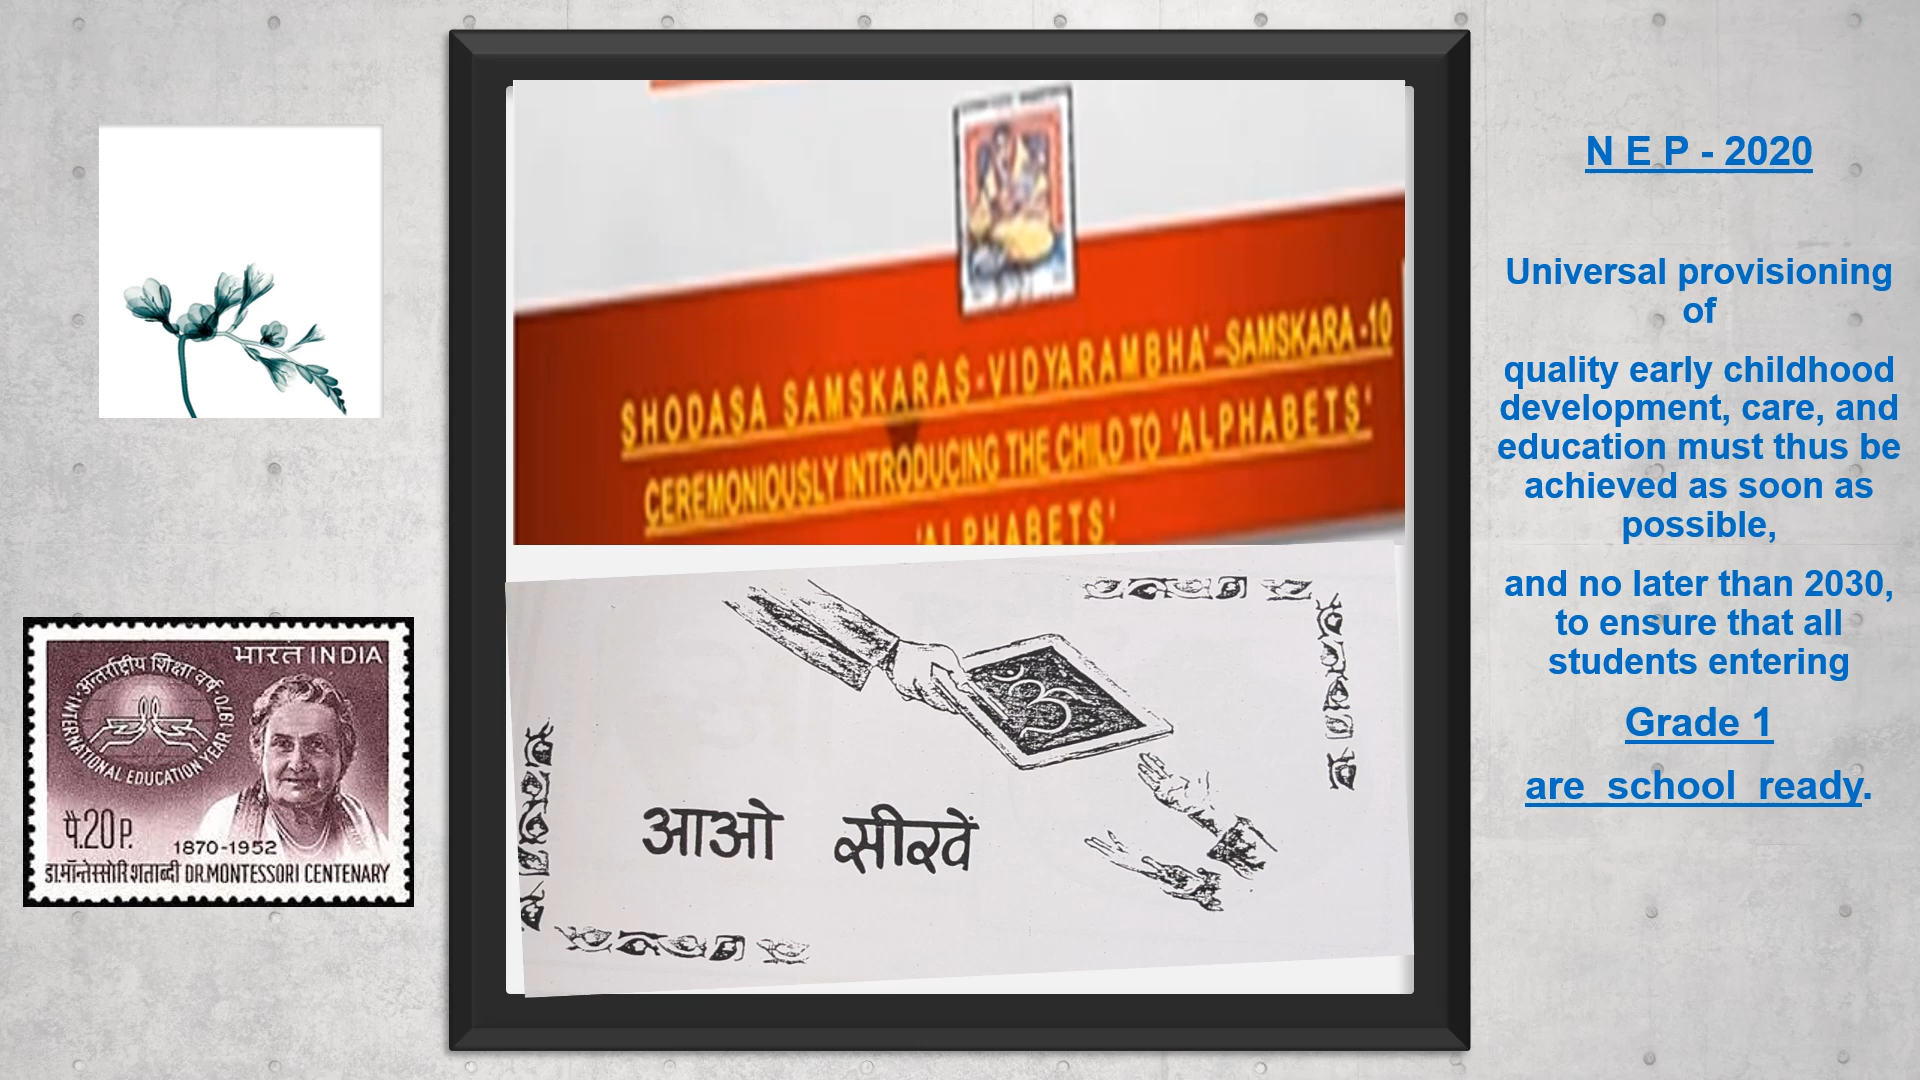 भारत INDIA
अन्तर्राष्ट्रीय शिक्षा वर्ष 1970
INTERNATIONAL EDUCATION YEAR
पै.20 P.
1870-1952
डा.मॉन्तेस्सोरि शताब्दी DR.MONTESSORI CENTENARY
SHODASA SAMSKARAS-VIDYARAMBHA'-SAMSKARA-10
CEREMONIOUSLY INTRODUCING THE CHILD TO 'ALPHABETS'
'ALPHABETS'
ॐ
आओ सीखें
N E P - 2020
Universal provisioning
of
quality early childhood
development, care, and
education must thus be
achieved as soon as
possible,
and no later than 2030,
to ensure that all
students entering
Grade 1
are school ready.